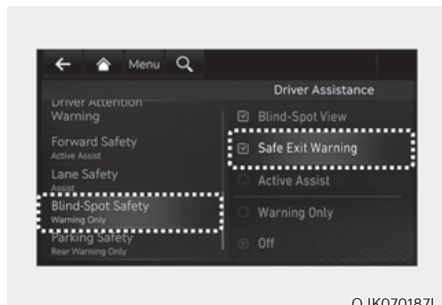 Menu
Driver Assistance
Driver Attention
Warning
Forward Safety
Active Assist
Lane Safety
Assist
Blind-Spot Safety
Warning Only
Parking Safety
Rear Warning Only
Blind-Spot View
Safe Exit Warning
Active Assist
Warning Only
Off